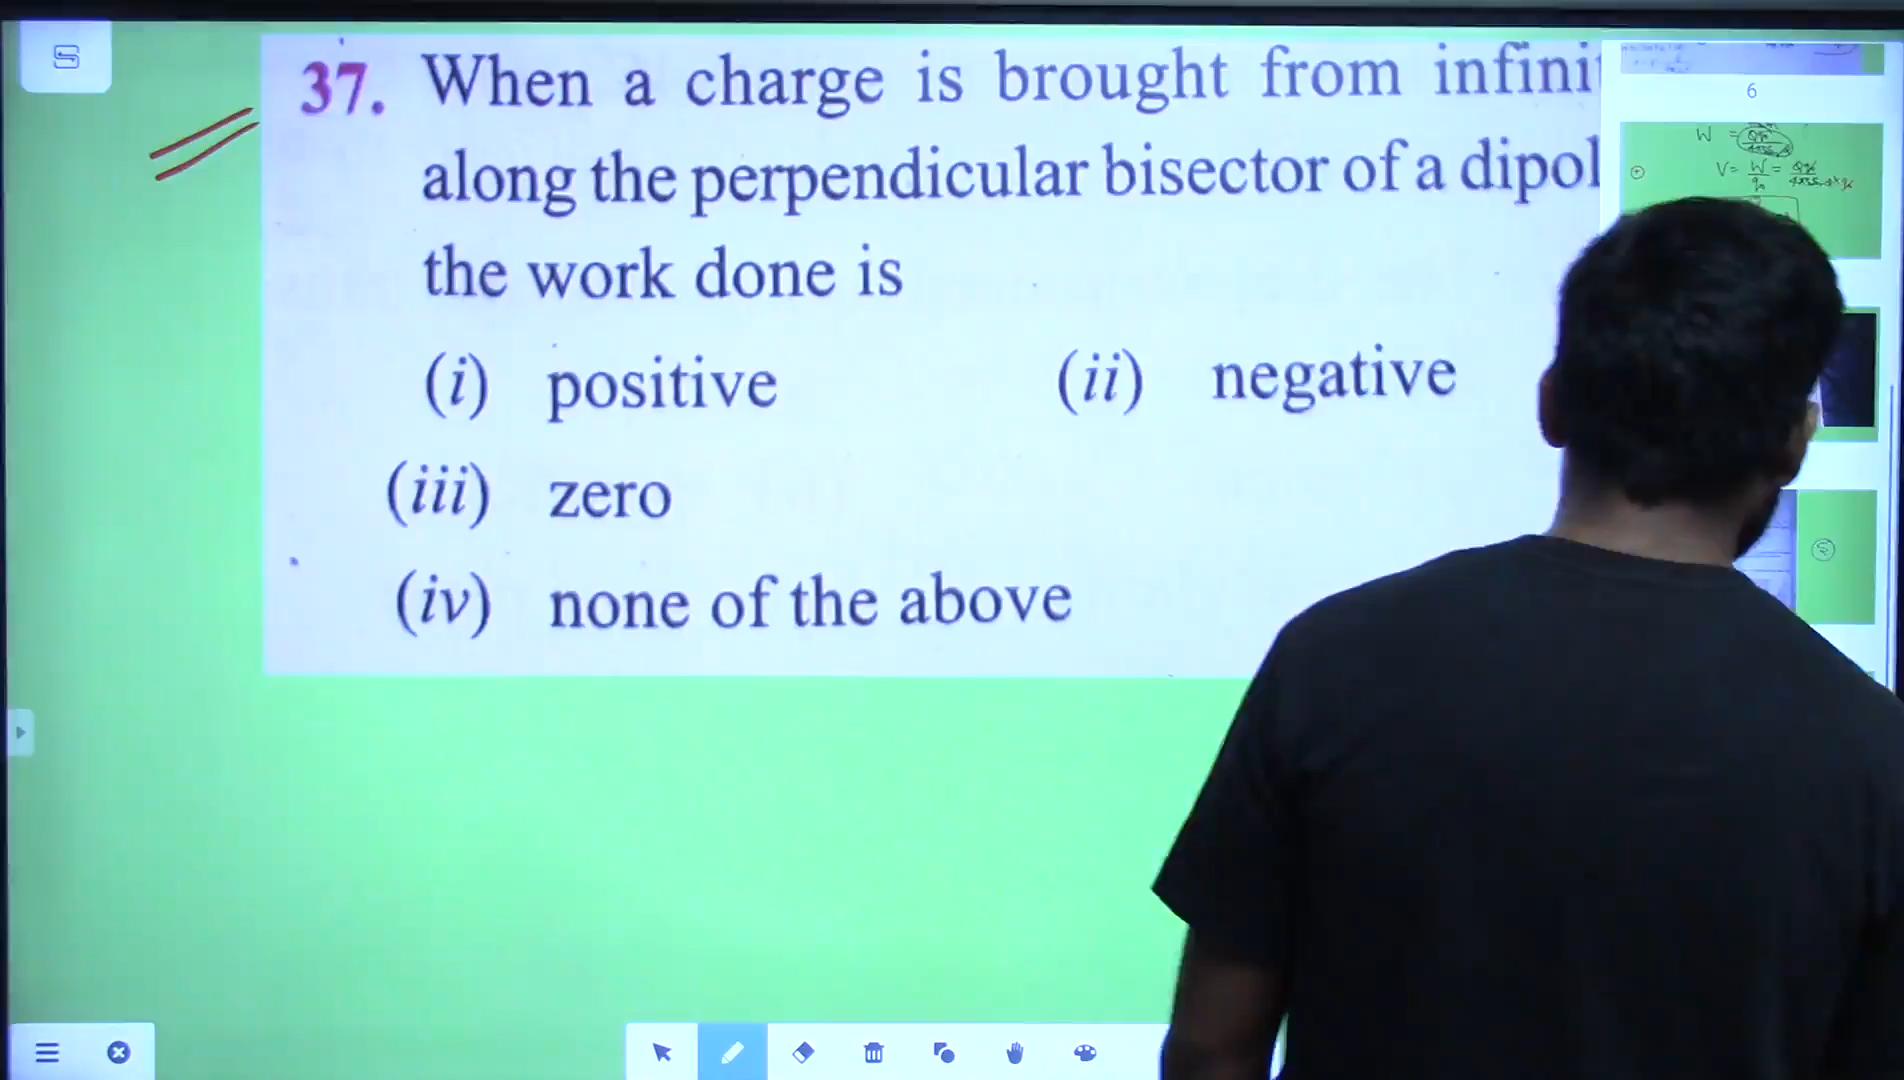 37. When a charge is brought from infini
along the perpendicular bisector of a dipol
the work done is
(i) positive (ii) negative
(iii) zero
(iv) none of the above
6
W =
V = W =